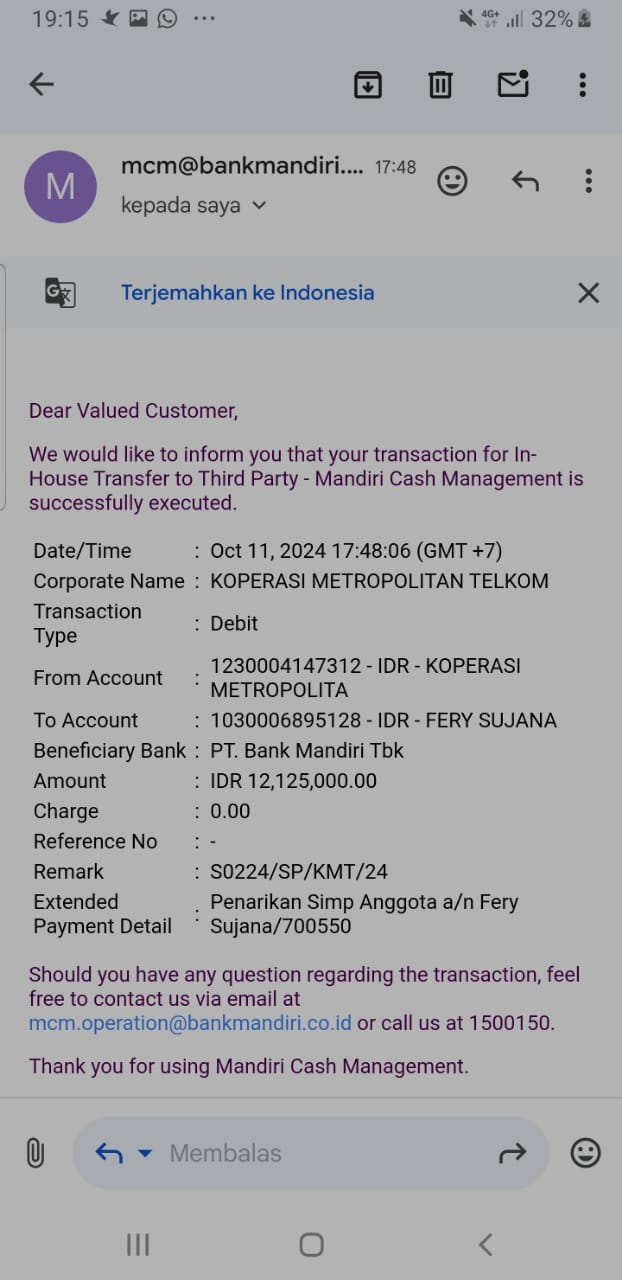 19:15 ... 4G+ 32%
mcm@bankmandiri.... 17:48
M
kepada saya
Terjemahkan ke Indonesia
Dear Valued Customer,
We would like to inform you that your transaction for In-
House Transfer to Third Party - Mandiri Cash Management is
successfully executed.
Date/Time : Oct 11, 2024 17:48:06 (GMT +7)
Corporate Name : KOPERASI METROPOLITAN TELKOM
Transaction
Type : Debit
From Account : 1230004147312 - IDR - KOPERASI
METROPOLITA
To Account : 1030006895128 - IDR - FERY SUJANA
Beneficiary Bank : PT. Bank Mandiri Tbk
Amount : IDR 12,125,000.00
Charge : 0.00
Reference No : -
Remark : S0224/SP/KMT/24
Extended : Penarikan Simp Anggota a/n Fery
Payment Detail Sujana/700550
Should you have any question regarding the transaction, feel
free to contact us via email at
mcm.operation@bankmandiri.co.id or call us at 1500150.
Thank you for using Mandiri Cash Management.
Membalas